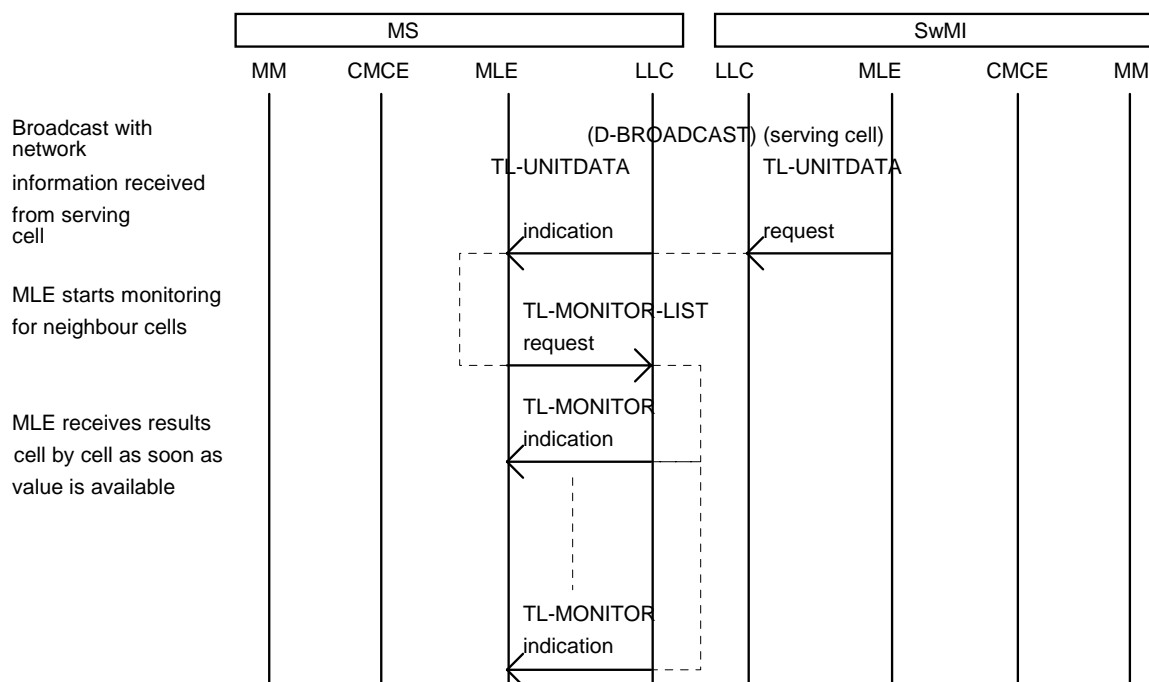 MS
SwMI
MM
CMCE
MLE
LLC
LLC
MLE
CMCE
MM
Broadcast with
network
information received
from serving
cell
(D-BROADCAST) (serving cell)
TL-UNITDATA
TL-UNITDATA
indication
request
MLE starts monitoring
for neighbour cells
TL-MONITOR-LIST
request
MLE receives results
cell by cell as soon as
value is available
TL-MONITOR
indication
TL-MONITOR
indication